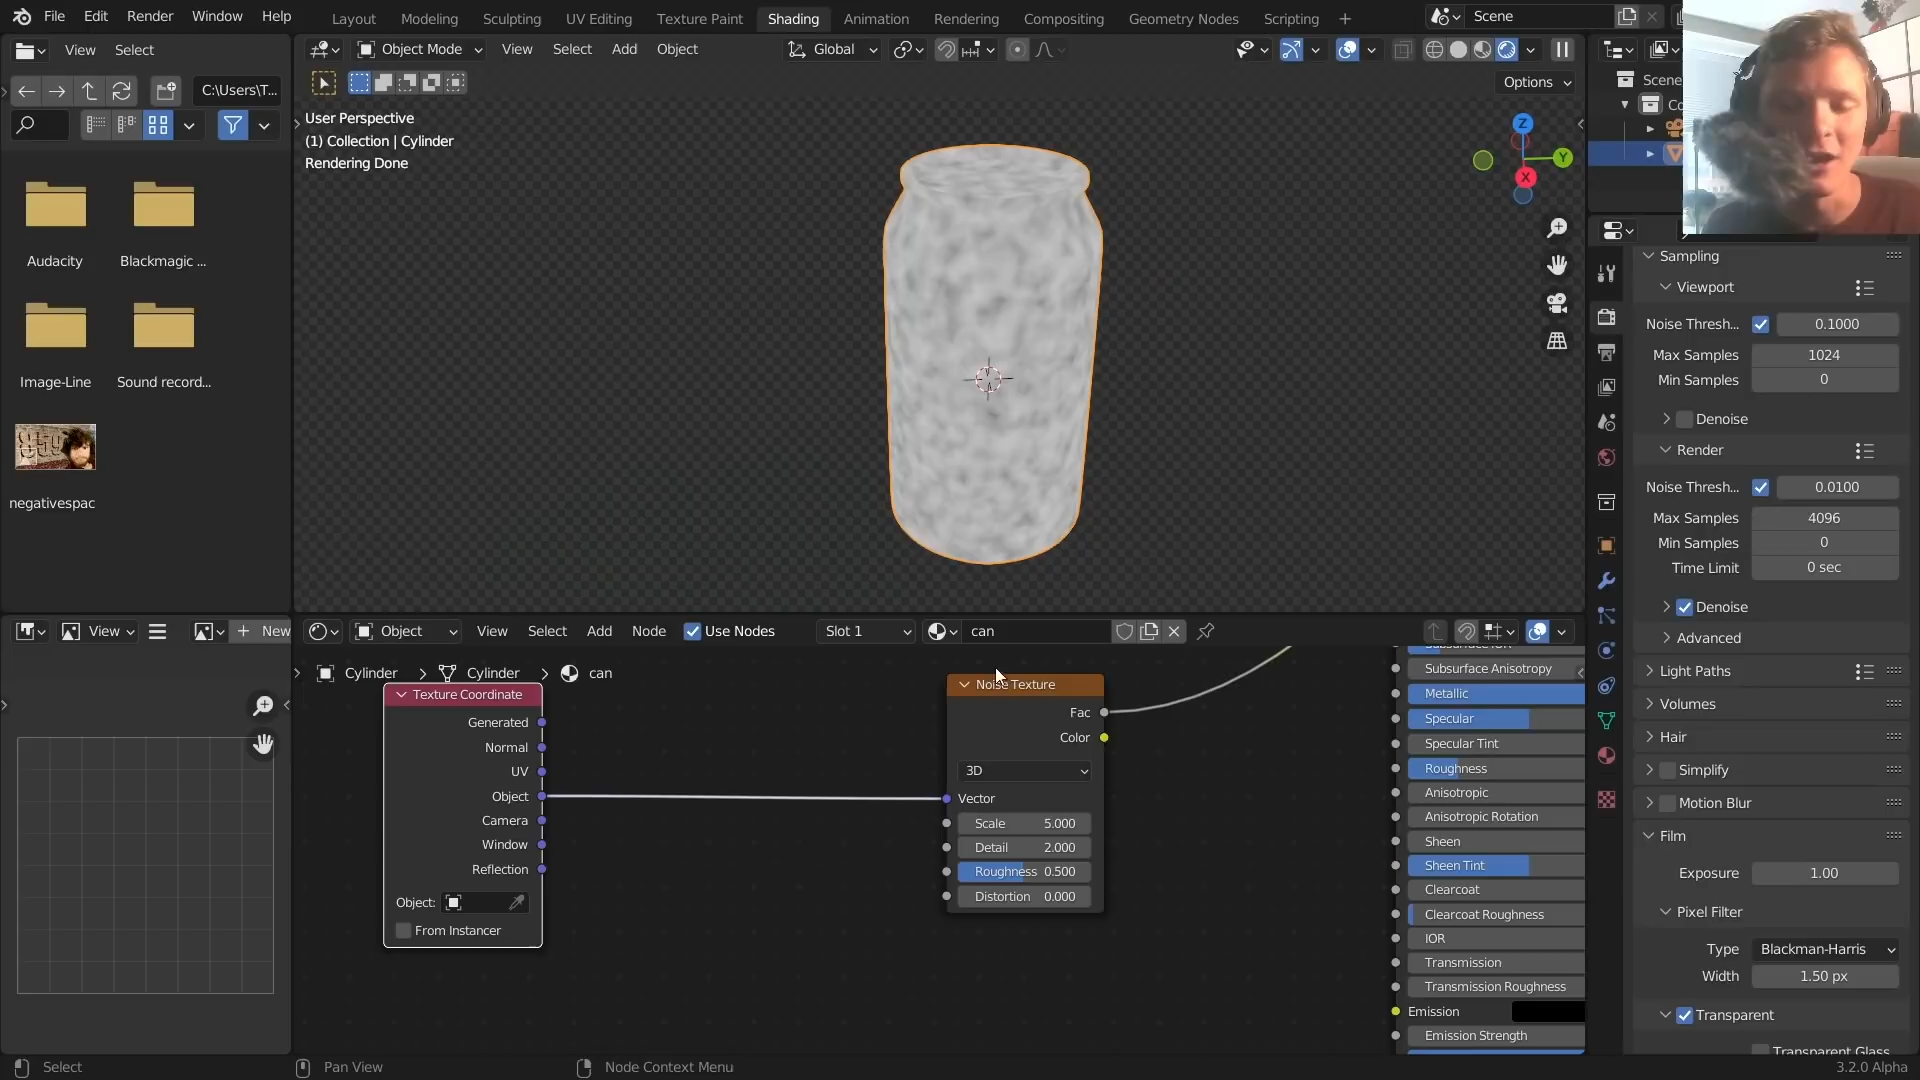 File Edit Render Window Help
Layout Modeling Sculpting UV Editing Texture Paint Shading Animation Rendering Compositing Geometry Nodes Scripting +
Scene
View Select
Object Mode View Select Add Object
Global
Options
C:\Users\T...
User Perspective
(1) Collection | Cylinder
Rendering Done
Z
Y
X
Scene
Audacity
Blackmagic ...
Image-Line
Sound record...
negativespac
Sampling
Viewport
Noise Thresh... 0.1000
Max Samples 1024
Min Samples 0
Denoise
Render
Noise Thresh... 0.0100
Max Samples 4096
Min Samples 0
Time Limit 0 sec
Denoise
Advanced
Light Paths
Volumes
Hair
Simplify
Motion Blur
Film
Exposure 1.00
Pixel Filter
Type Blackman-Harris
Width 1.50 px
Transparent
Transparent Glass
View
+ New
Object View Select Add Node Use Nodes Slot 1 can
Cylinder > Cylinder > can
Texture Coordinate
Generated
Normal
UV
Object
Camera
Window
Reflection
Object:
From Instancer
Noise Texture
Fac
Color
3D
Vector
Scale 5.000
Detail 2.000
Roughness 0.500
Distortion 0.000
Subsurface IOR
Subsurface Anisotropy
Metallic
Specular
Specular Tint
Roughness
Anisotropic
Anisotropic Rotation
Sheen
Sheen Tint
Clearcoat
Clearcoat Roughness
IOR
Transmission
Transmission Roughness
Emission
Emission Strength
Select
Pan View
Node Context Menu
3.2.0 Alpha